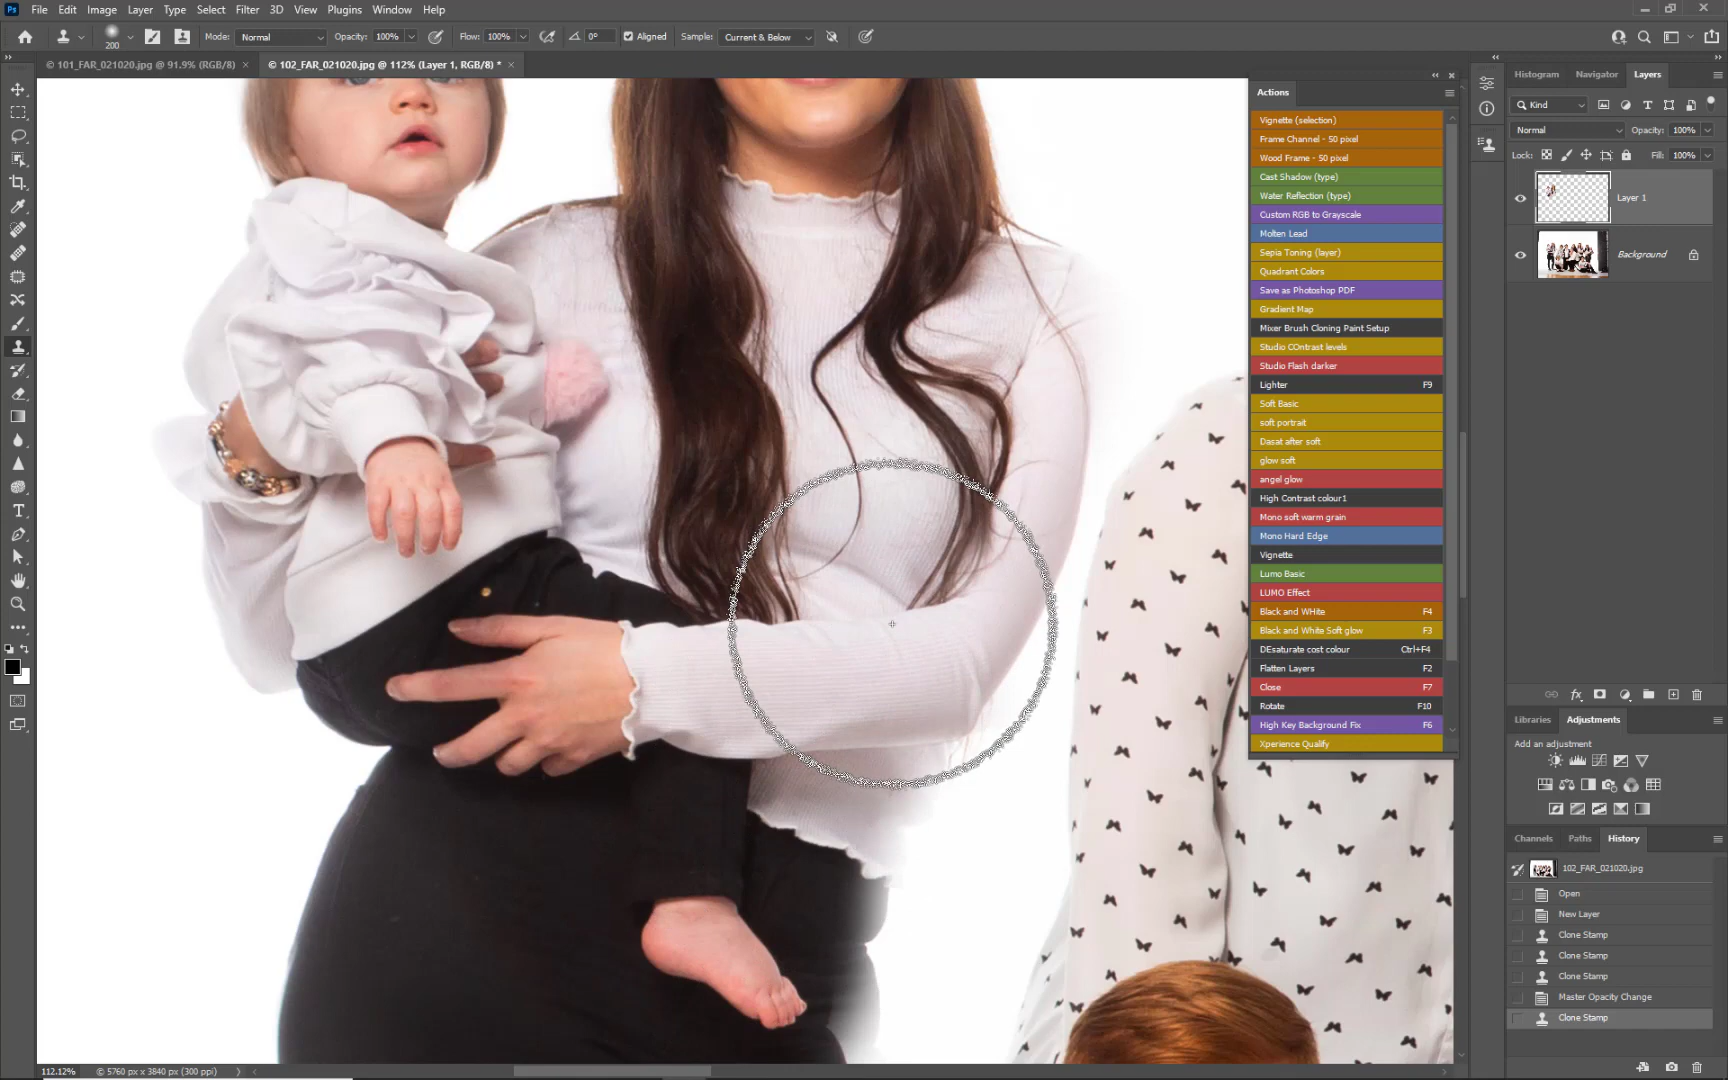 Ps File Edit Image Layer Type Select Filter 3D View Plugins Window Help
200 Mode: Normal Opacity: 100% Flow: 100% 0° Aligned Sample: Current & Below
© 101_FAR_021020.jpg @ 91.9% (RGB/8) × © 102_FAR_021020.jpg @ 112% (Layer 1, RGB/8) * ×
Actions
Vignette (selection)
Frame Channel - 50 pixel
Wood Frame - 50 pixel
Cast Shadow (type)
Water Reflection (type)
Custom RGB to Grayscale
Molten Lead
Sepia Toning (layer)
Quadrant Colors
Save as Photoshop PDF
Gradient Map
Mixer Brush Cloning Paint Setup
Studio COntrast levels
Studio Flash darker
Lighter F9
Soft Basic
soft portrait
Dasat after soft
glow soft
angel glow
High Contrast colour1
Mono soft warm grain
Mono Hard Edge
Vignette
Lumo Basic
LUMO Effect
Black and WHite F4
Black and White Soft glow F3
DEsaturate cost colour Ctrl+F4
Flatten Layers F2
Close F7
Rotate F10
High Key Background Fix F6
Xperience Qualify
Histogram Navigator Layers
Kind
Normal Opacity: 100%
Lock: Fill: 100%
Layer 1
Background
Libraries Adjustments
Add an adjustment
Channels Paths History
102_FAR_021020.jpg
Open
New Layer
Clone Stamp
Clone Stamp
Clone Stamp
Master Opacity Change
Clone Stamp
112.12% © 5760 px x 3840 px (300 ppi)